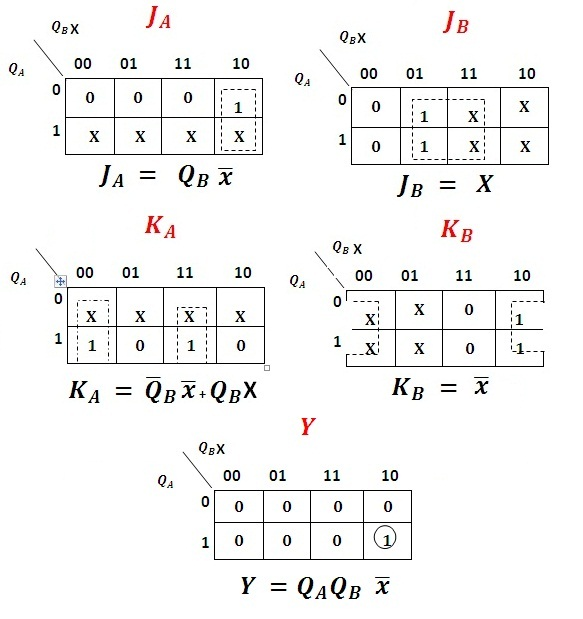 J_A
Q_B X
Q_A
00 01 11 10
0 0 0 0 1
1 X X X X
J_A = Q_B x̅
J_B
Q_B X
Q_A
00 01 11 10
0 0 1 X X
1 0 1 X X
J_B = X
K_A
Q_B X
Q_A
00 01 11 10
0 X X X X
1 1 0 1 0
K_A = Q̅_B x̅ + Q_B X
K_B
Q_B X
Q_A
00 01 11 10
0 X X 0 1
1 X X 0 1
K_B = x̅
Y
Q_B X
Q_A
00 01 11 10
0 0 0 0 0
1 0 0 0 1
Y = Q_A Q_B x̅